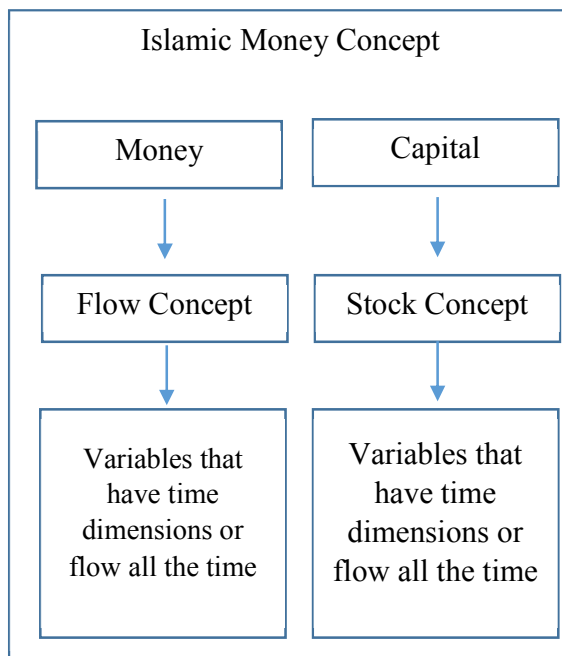 Islamic Money Concept
Money
Capital
Flow Concept
Stock Concept
Variables that
have time
dimensions or
flow all the time
Variables that
have time
dimensions or
flow all the time